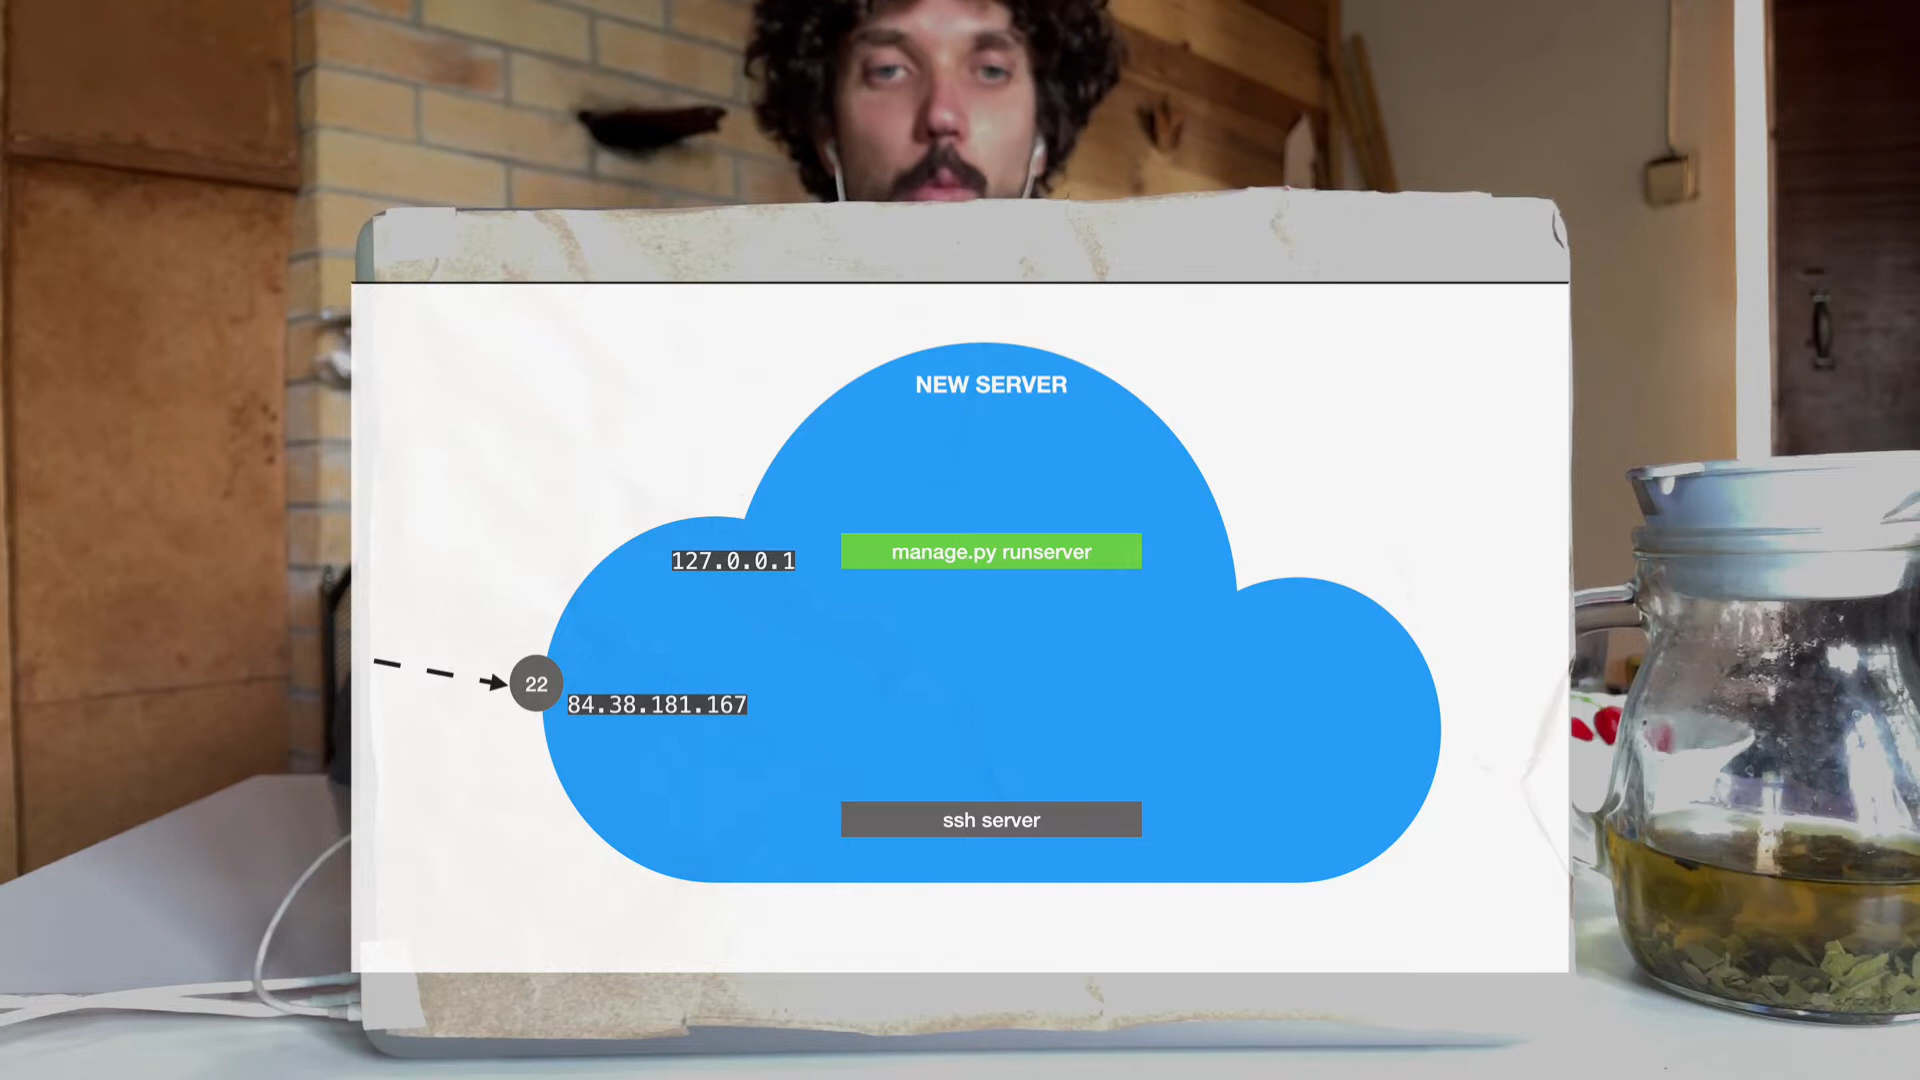 NEW SERVER
127.0.0.1
manage.py runserver
22
84.38.181.167
ssh server